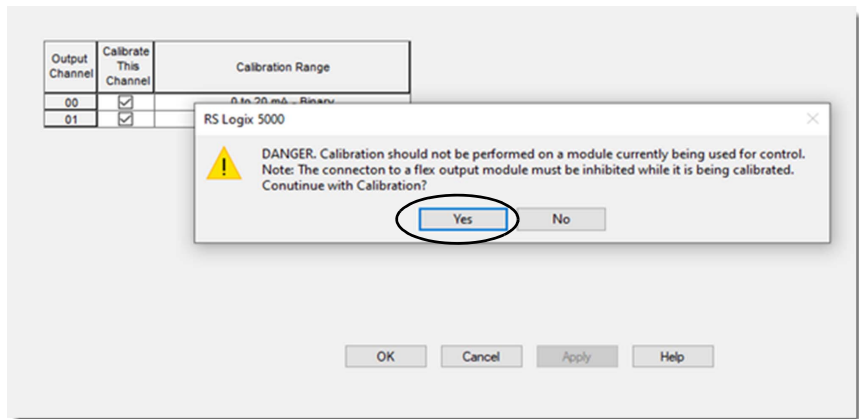 Output Channel
Calibrate This Channel
Calibration Range
00
0 to 20 mA - Binary
01
RS Logix 5000
DANGER. Calibration should not be performed on a module currently being used for control.
Note: The connecton to a flex output module must be inhibited while it is being calibrated.
Conutinue with Calibration?
Yes No
OK Cancel Apply Help